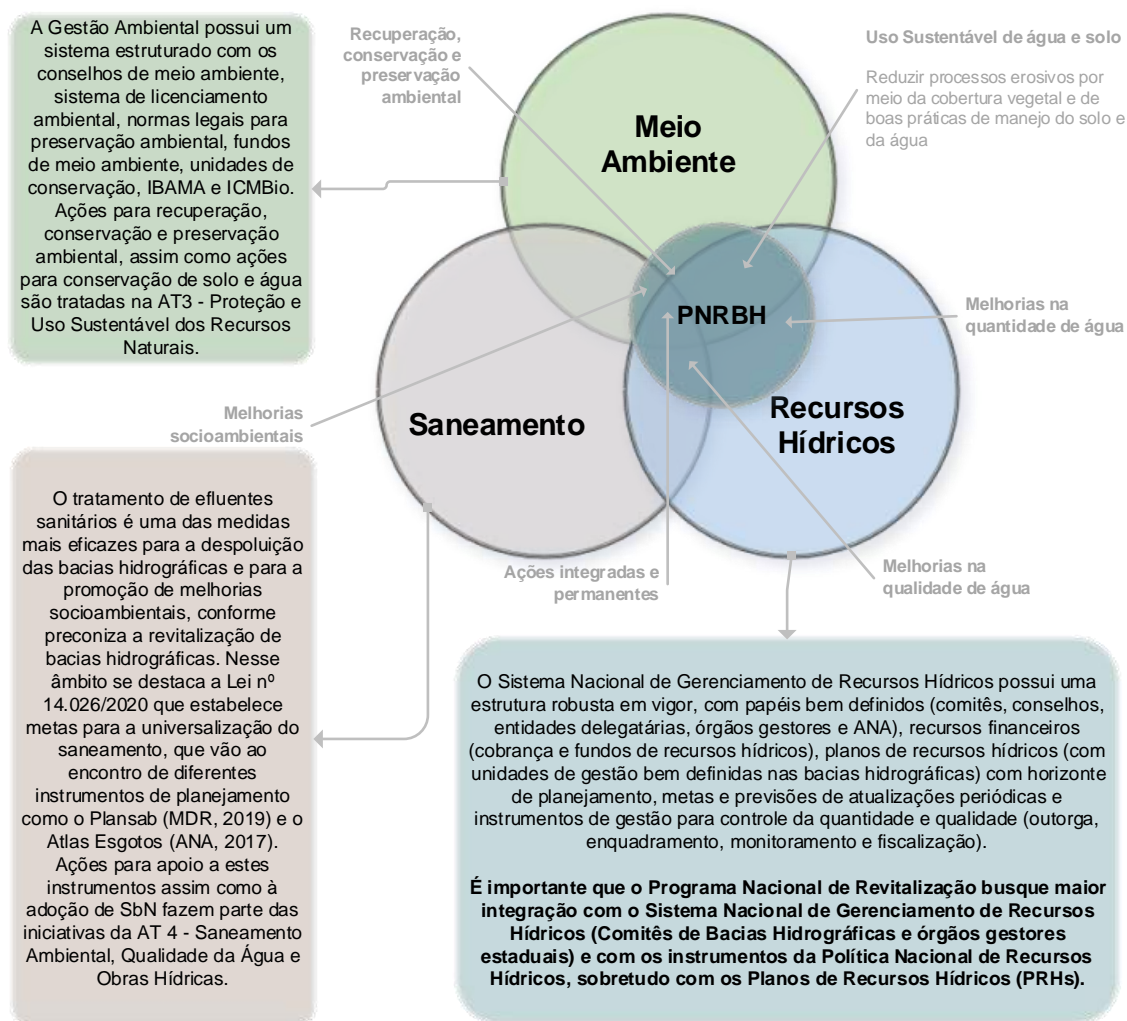 A Gestão Ambiental possui um
sistema estruturado com os
conselhos de meio ambiente,
sistema de licenciamento
ambiental, normas legais para
preservação ambiental, fundos
de meio ambiente, unidades de
conservação, IBAMA e ICMBio.
Ações para recuperação,
conservação e preservação
ambiental, assim como ações
para conservação de solo e água
são tratadas na AT3 - Proteção e
Uso Sustentável dos Recursos
Naturais.
Recuperação,
conservação e
preservação
ambiental
Uso Sustentável de água e solo
Reduzir processos erosivos por
meio da cobertura vegetal e de
boas práticas de manejo do solo e
da água
Meio
Ambiente
PNRBH
Melhorias na
quantidade de água
Melhorias
socioambientais
Saneamento
Recursos
Hídricos
Ações integradas e
permanentes
Melhorias na
qualidade de água
O tratamento de efluentes
sanitários é uma das medidas
mais eficazes para a despoluição
das bacias hidrográficas e para a
promoção de melhorias
socioambientais, conforme
preconiza a revitalização de
bacias hidrográficas. Nesse
âmbito se destaca a Lei nº
14.026/2020 que estabelece
metas para a universalização do
saneamento, que vão ao
encontro de diferentes
instrumentos de planejamento
como o Plansab (MDR, 2019) e o
Atlas Esgotos (ANA, 2017).
Ações para apoio a estes
instrumentos assim como à
adoção de SbN fazem parte das
iniciativas da AT 4 - Saneamento
Ambiental, Qualidade da Água e
Obras Hídricas.
O Sistema Nacional de Gerenciamento de Recursos Hídricos possui uma
estrutura robusta em vigor, com papéis bem definidos (comitês, conselhos,
entidades delegatárias, órgãos gestores e ANA), recursos financeiros
(cobrança e fundos de recursos hídricos), planos de recursos hídricos (com
unidades de gestão bem definidas nas bacias hidrográficas) com horizonte
de planejamento, metas e previsões de atualizações periódicas e
instrumentos de gestão para controle da quantidade e qualidade (outorga,
enquadramento, monitoramento e fiscalização).
É importante que o Programa Nacional de Revitalização busque maior
integração com o Sistema Nacional de Gerenciamento de Recursos
Hídricos (Comitês de Bacias Hidrográficas e órgãos gestores
estaduais) e com os instrumentos da Política Nacional de Recursos
Hídricos, sobretudo com os Planos de Recursos Hídricos (PRHs).